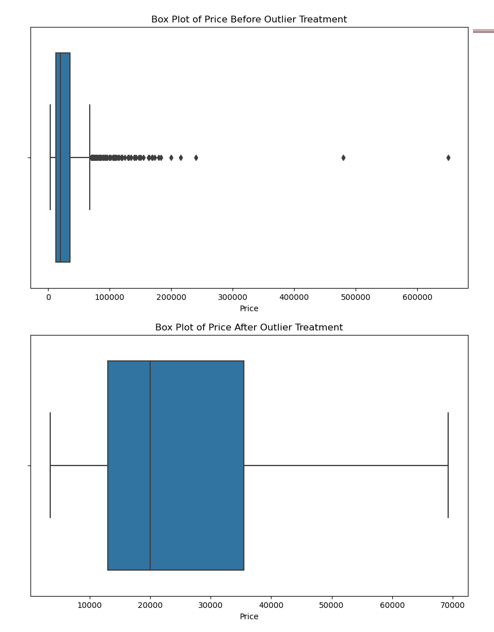 Box Plot of Price Before Outlier Treatment
0 100000 200000 300000 400000 500000 600000
Price
Box Plot of Price After Outlier Treatment
10000 20000 30000 40000 50000 60000 70000
Price